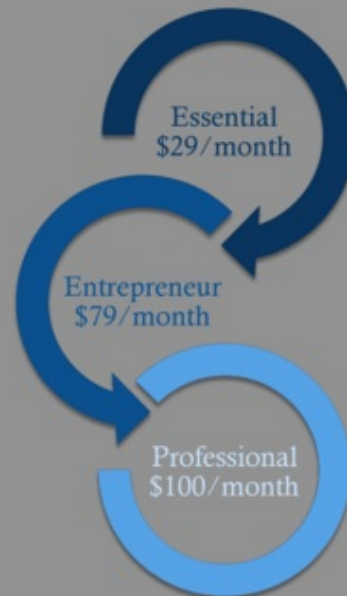 Essential
$29/month
Entrepreneur
$79/month
Professional
$100/month